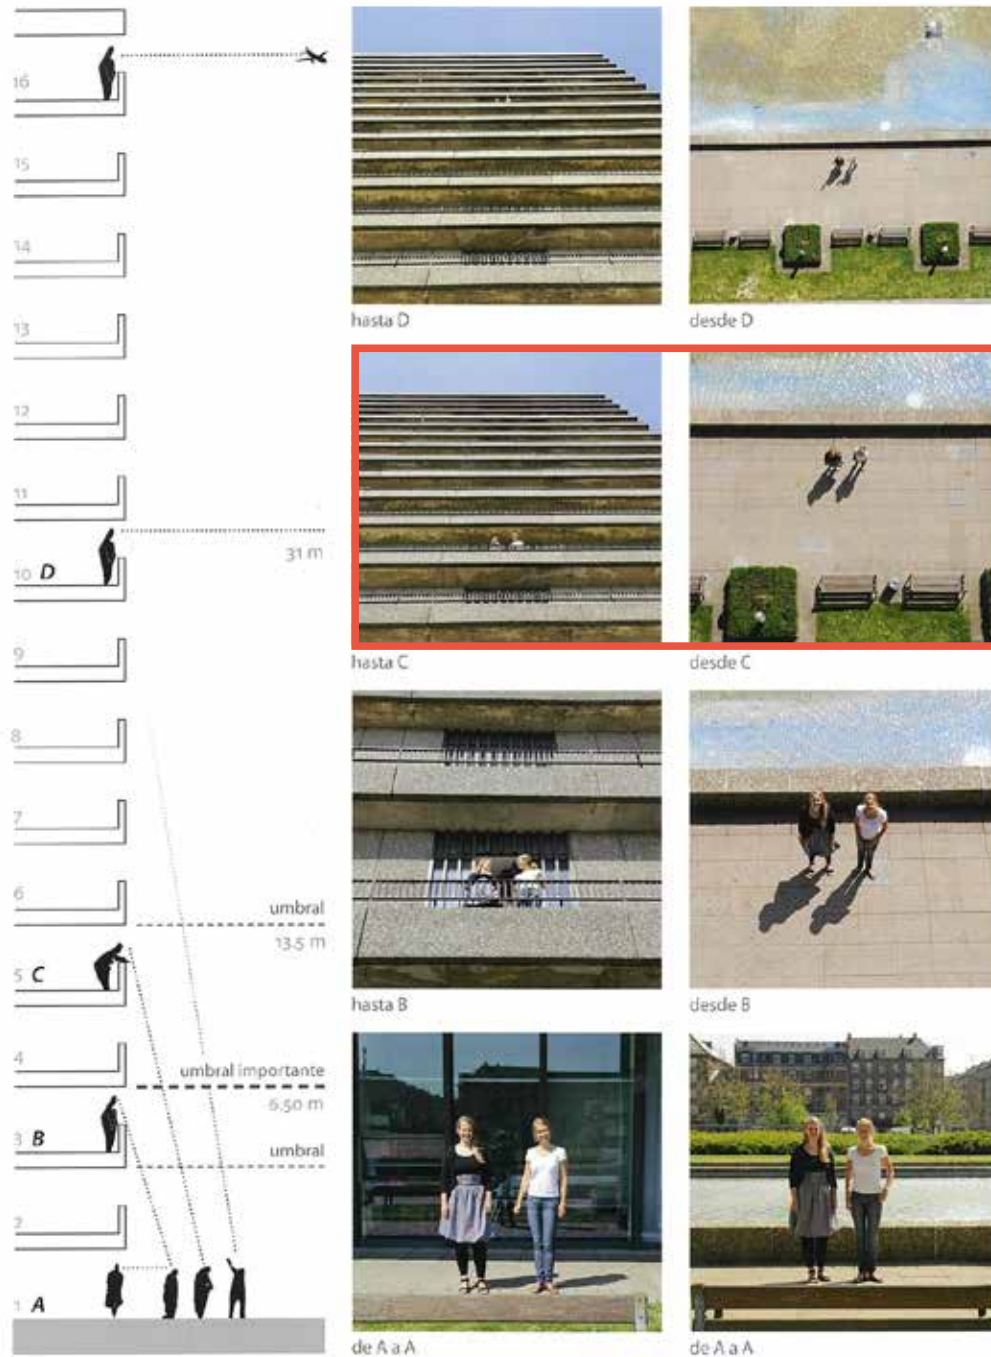 16
15
14
13
12
11
31 m
10 D
9
8
7
6
umbral
13.5 m
5 C
4
umbral importante
6.50 m
3 B
umbral
2
1 A
hasta D
desde D
hasta C
desde C
hasta B
desde B
de A a A
de A a A